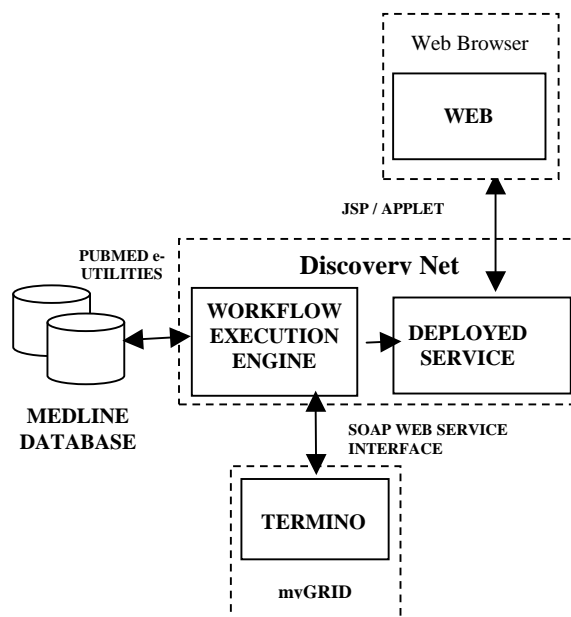 Web Browser
WEB
JSP / APPLET
PUBMED e-
UTILITIES
Discovery Net
WORKFLOW
EXECUTION
ENGINE
DEPLOYED
SERVICE
MEDLINE
DATABASE
SOAP WEB SERVICE
INTERFACE
TERMINO
myGRID